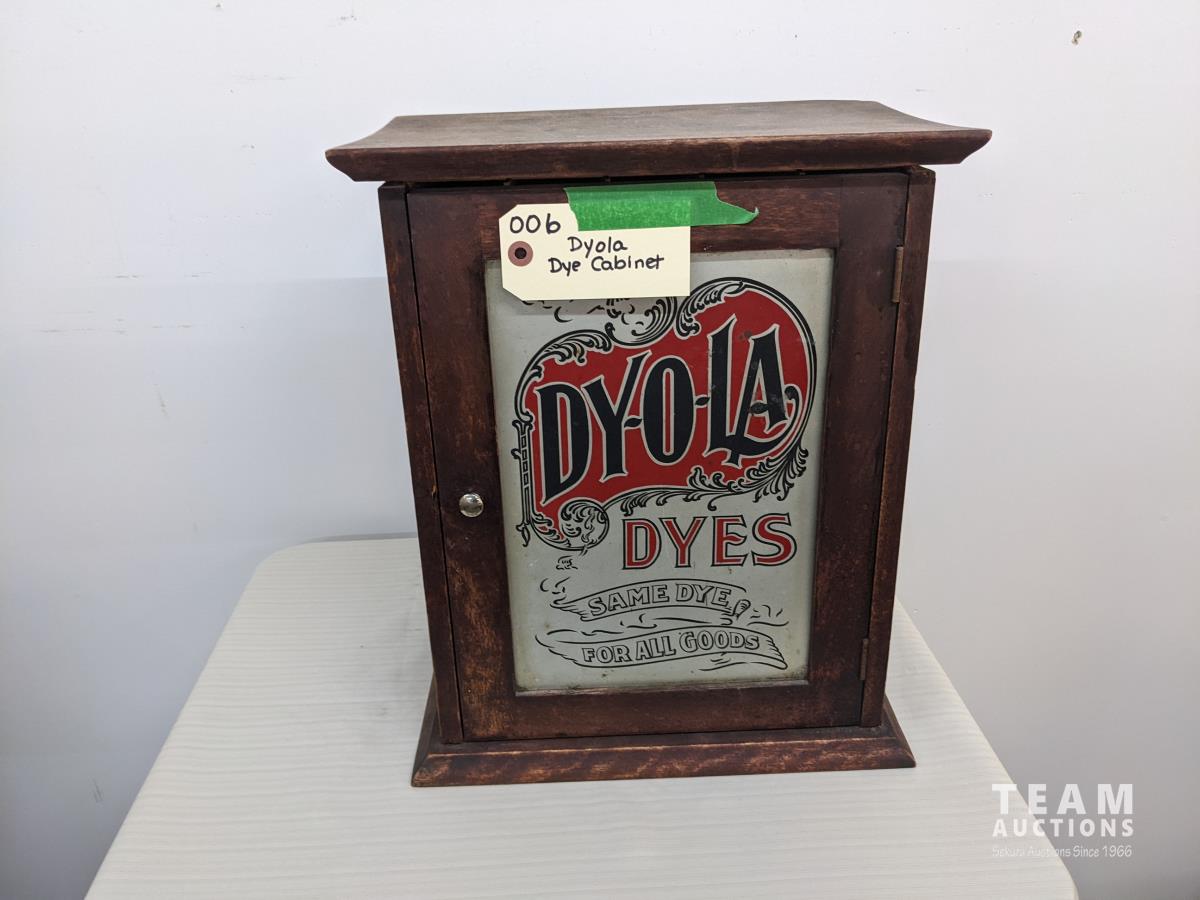 006
Dyola
Dye Cabinet
DY-O-LA
DYES
SAME DYE
FOR ALL GOODS
TEAM
AUCTIONS
Sekura Auctions Since 1966